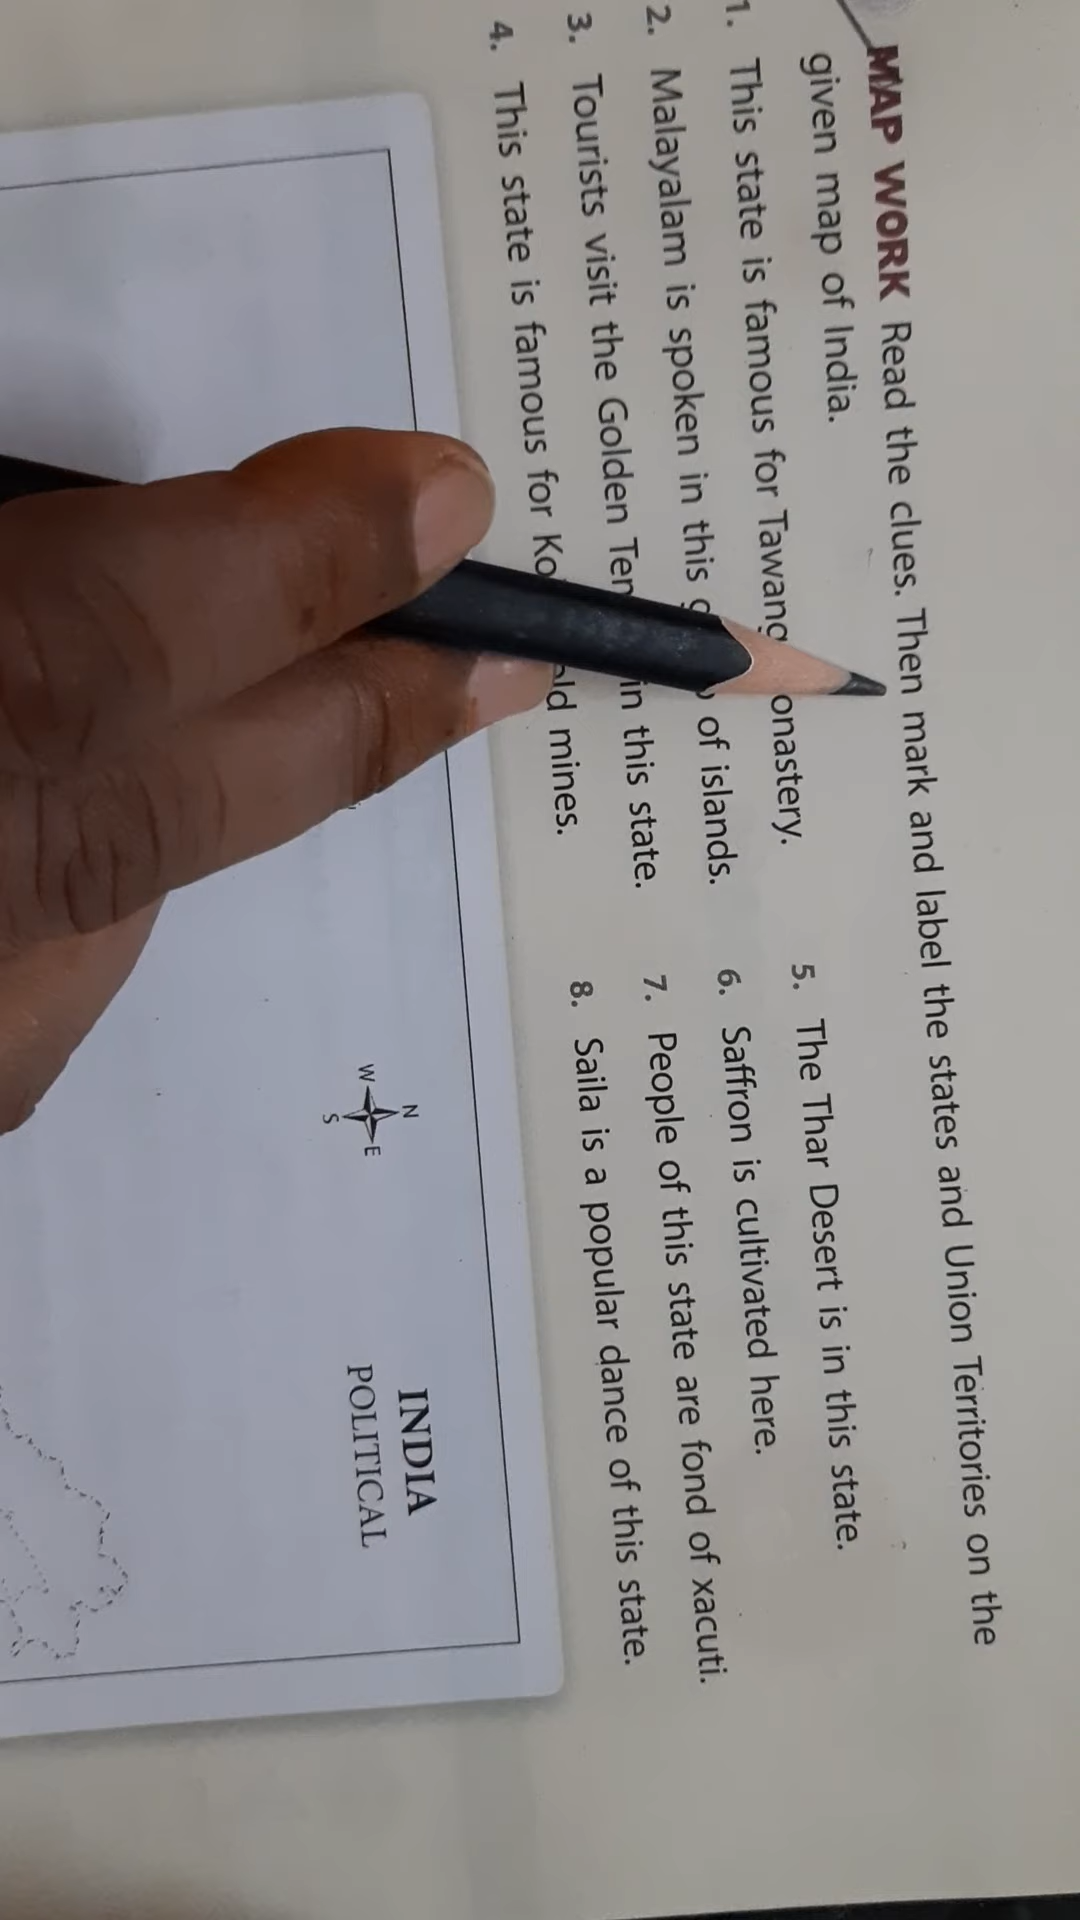 MAP WORK Read the clues. Then mark and label the states and Union Territories on the
given map of India.
1. This state is famous for Tawang onastery.
2. Malayalam is spoken in this of islands.
3. Tourists visit the Golden in this state.
4. This state is famous for mines.
5. The Thar Desert is in this state.
6. Saffron is cultivated here.
7. People of this state are fond of xacuti.
8. Saila is a popular dance of this state.
N
W E
S
INDIA
POLITICAL